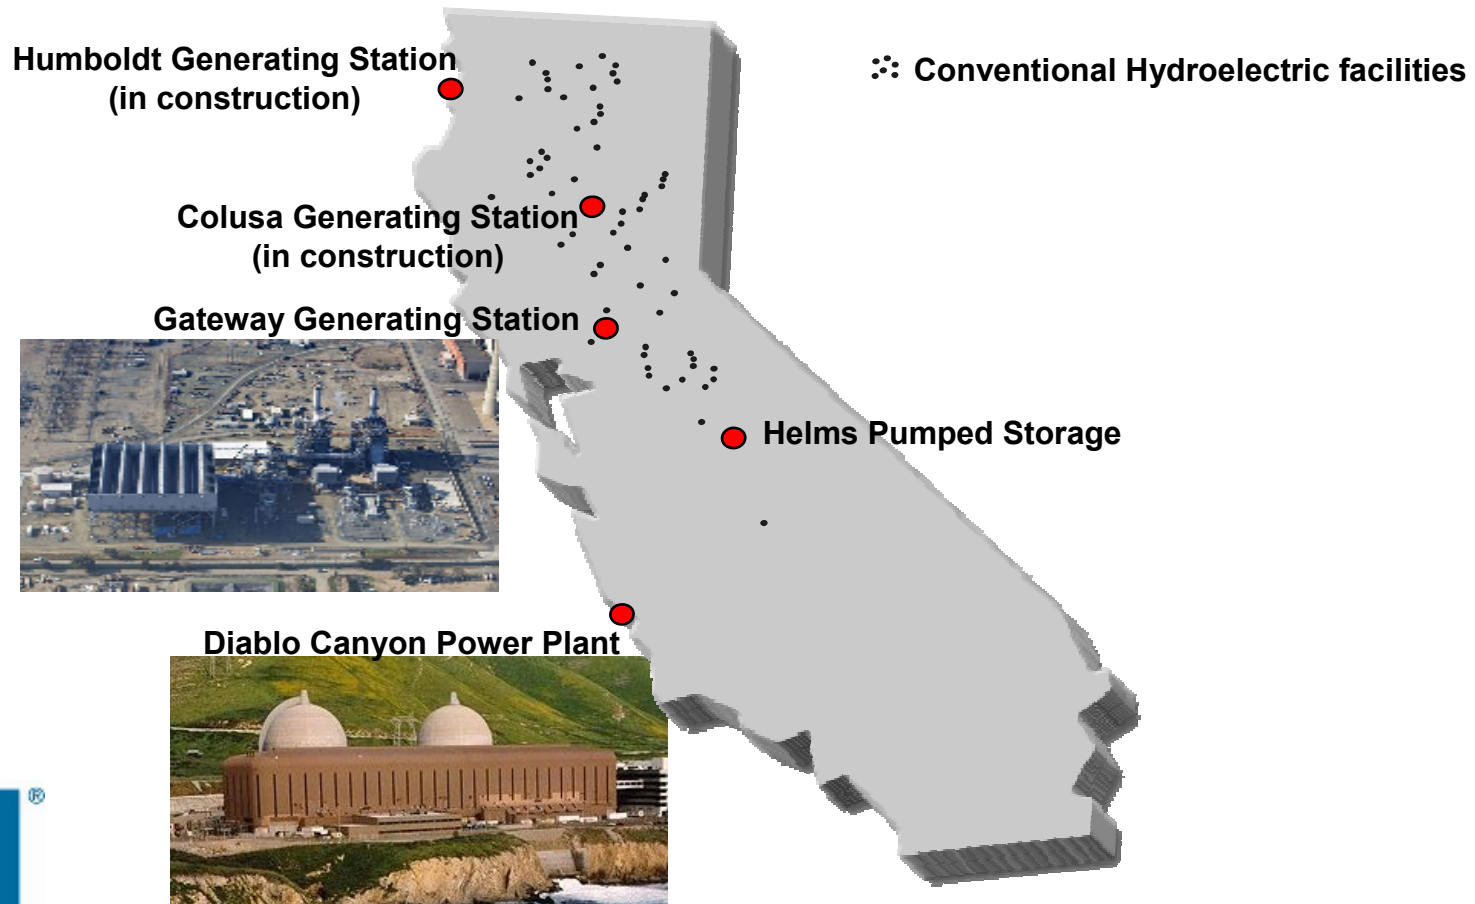 Humboldt Generating Station
(in construction)
Conventional Hydroelectric facilities
Colusa Generating Station
(in construction)
Gateway Generating Station
Helms Pumped Storage
Diablo Canyon Power Plant
®